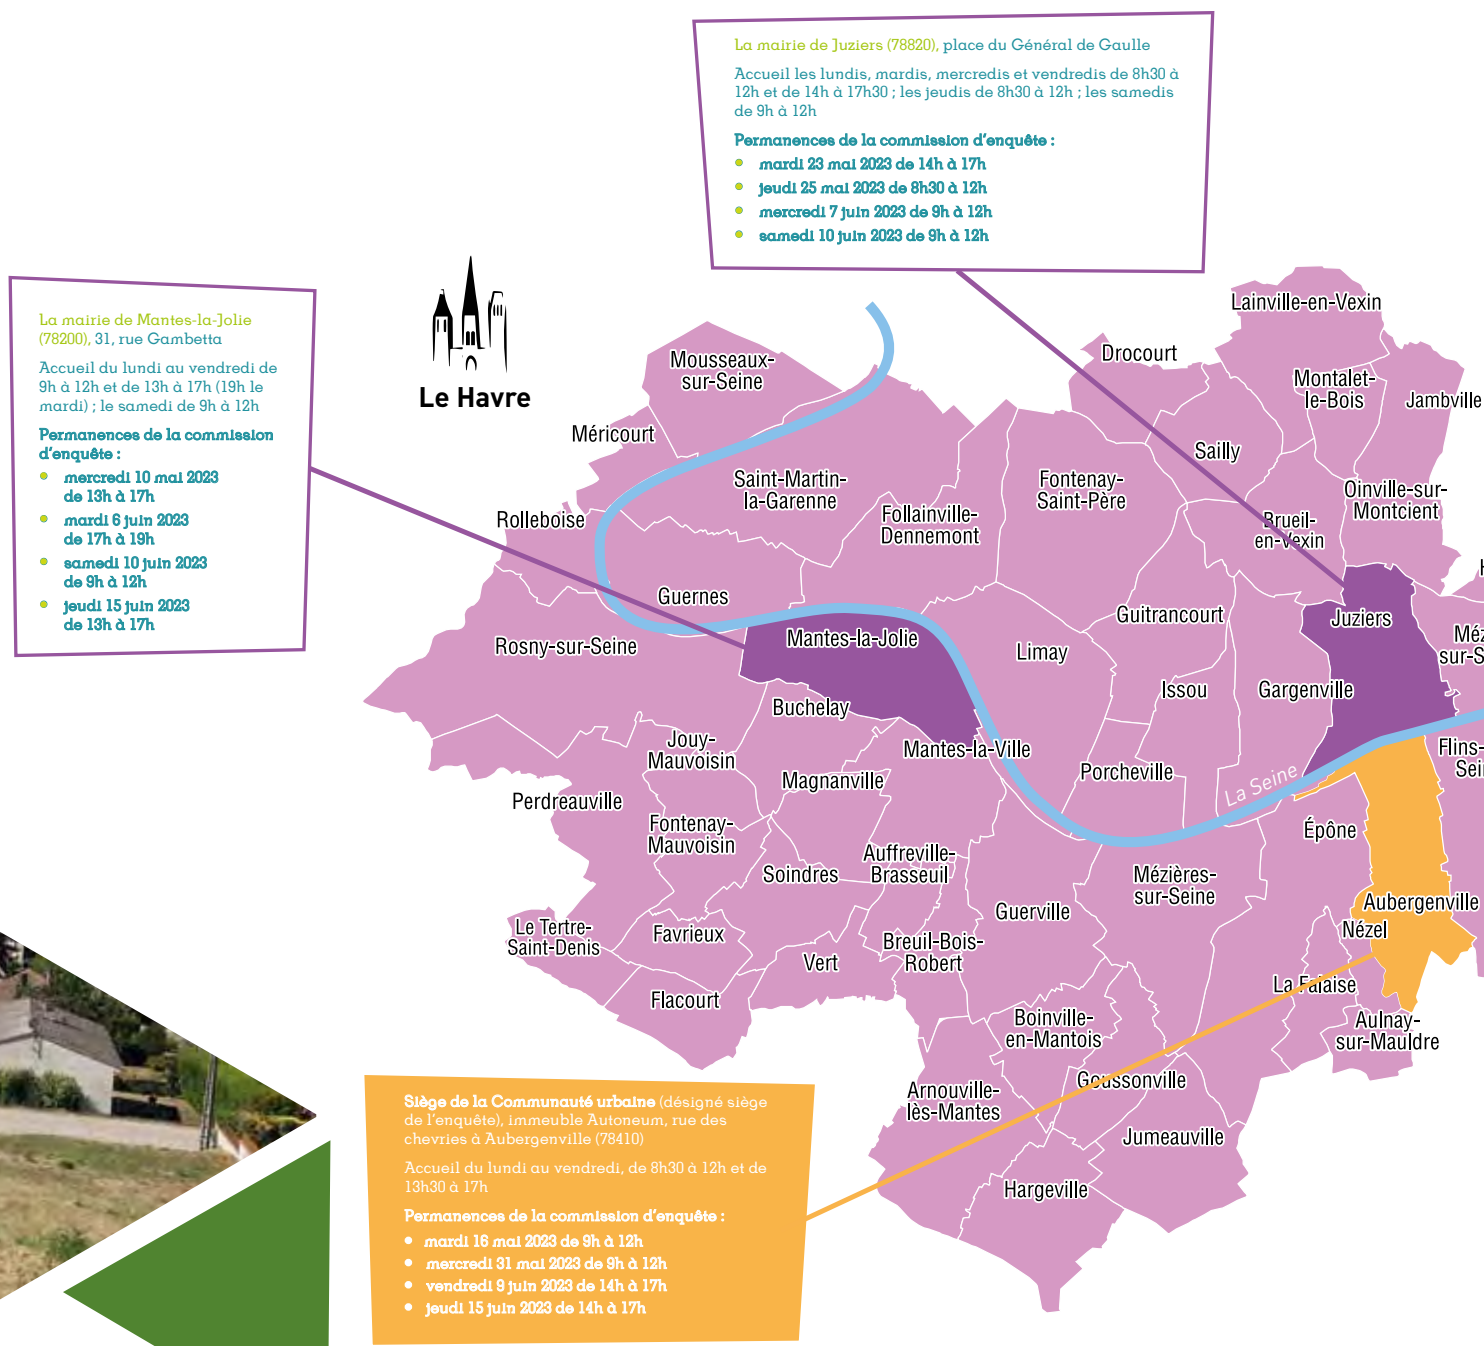 La mairie de Juziers (78820), place du Général de Gaulle
Accueil les lundis, mardis, mercredis et vendredis de 8h30 à
12h et de 14h à 17h30 ; les jeudis de 8h30 à 12h ; les samedis
de 9h à 12h
Permanences de la commission d'enquête :
• mardi 23 mai 2023 de 14h à 17h
• jeudi 25 mai 2023 de 8h30 à 12h
• mercredi 7 juin 2023 de 9h à 12h
• samedi 10 juin 2023 de 9h à 12h
La mairie de Mantes-la-Jolie
(78200), 31, rue Gambetta
Accueil du lundi au vendredi de
9h à 12h et de 13h à 17h (19h le
mardi) ; le samedi de 9h à 12h
Permanences de la commission
d'enquête :
• mercredi 10 mai 2023
de 13h à 17h
• mardi 6 juin 2023
de 17h à 19h
• samedi 10 juin 2023
de 9h à 12h
• jeudi 15 juin 2023
de 13h à 17h
Le Havre
Lainville-en-Vexin
Drocourt
Mousseaux-
sur-Seine
Montalet-
le-Bois
Jambville
Méricourt
Sailly
Saint-Martin-
la-Garenne
Fontenay-
Saint-Père
Oinville-sur-
Montcient
Rolleboise
Follainville-
Dennemont
Brueil-
en-Vexin
Guernes
Guitrancourt
Juziers
Rosny-sur-Seine
Mantes-la-Jolie
Limay
Méz
sur-S
Issou
Gargenville
Buchelay
Jouy-
Mauvoisin
Mantes-la-Ville
Flins-
Sei
Magnanville
Porcheville
La Seine
Perdreauville
Fontenay-
Mauvoisin
Épône
Auffreville-
Brasseuil
Soindres
Mézières-
sur-Seine
Aubergenville
Guerville
Nézel
Le Tertre-
Saint-Denis
Favrieux
Breuil-Bois-
Robert
Vert
La Falaise
Flacourt
Boinville-
en-Mantois
Aulnay-
sur-Mauldre
Goussonville
Arnouville-
lès-Mantes
Jumeauville
Hargeville
Siège de la Communauté urbaine (désigné siège
de l'enquête), immeuble Autoneum, rue des
chevries à Aubergenville (78410)
Accueil du lundi au vendredi, de 8h30 à 12h et de
13h30 à 17h
Permanences de la commission d'enquête :
• mardi 16 mai 2023 de 9h à 12h
• mercredi 31 mai 2023 de 9h à 12h
• vendredi 9 juin 2023 de 14h à 17h
• jeudi 15 juin 2023 de 14h à 17h